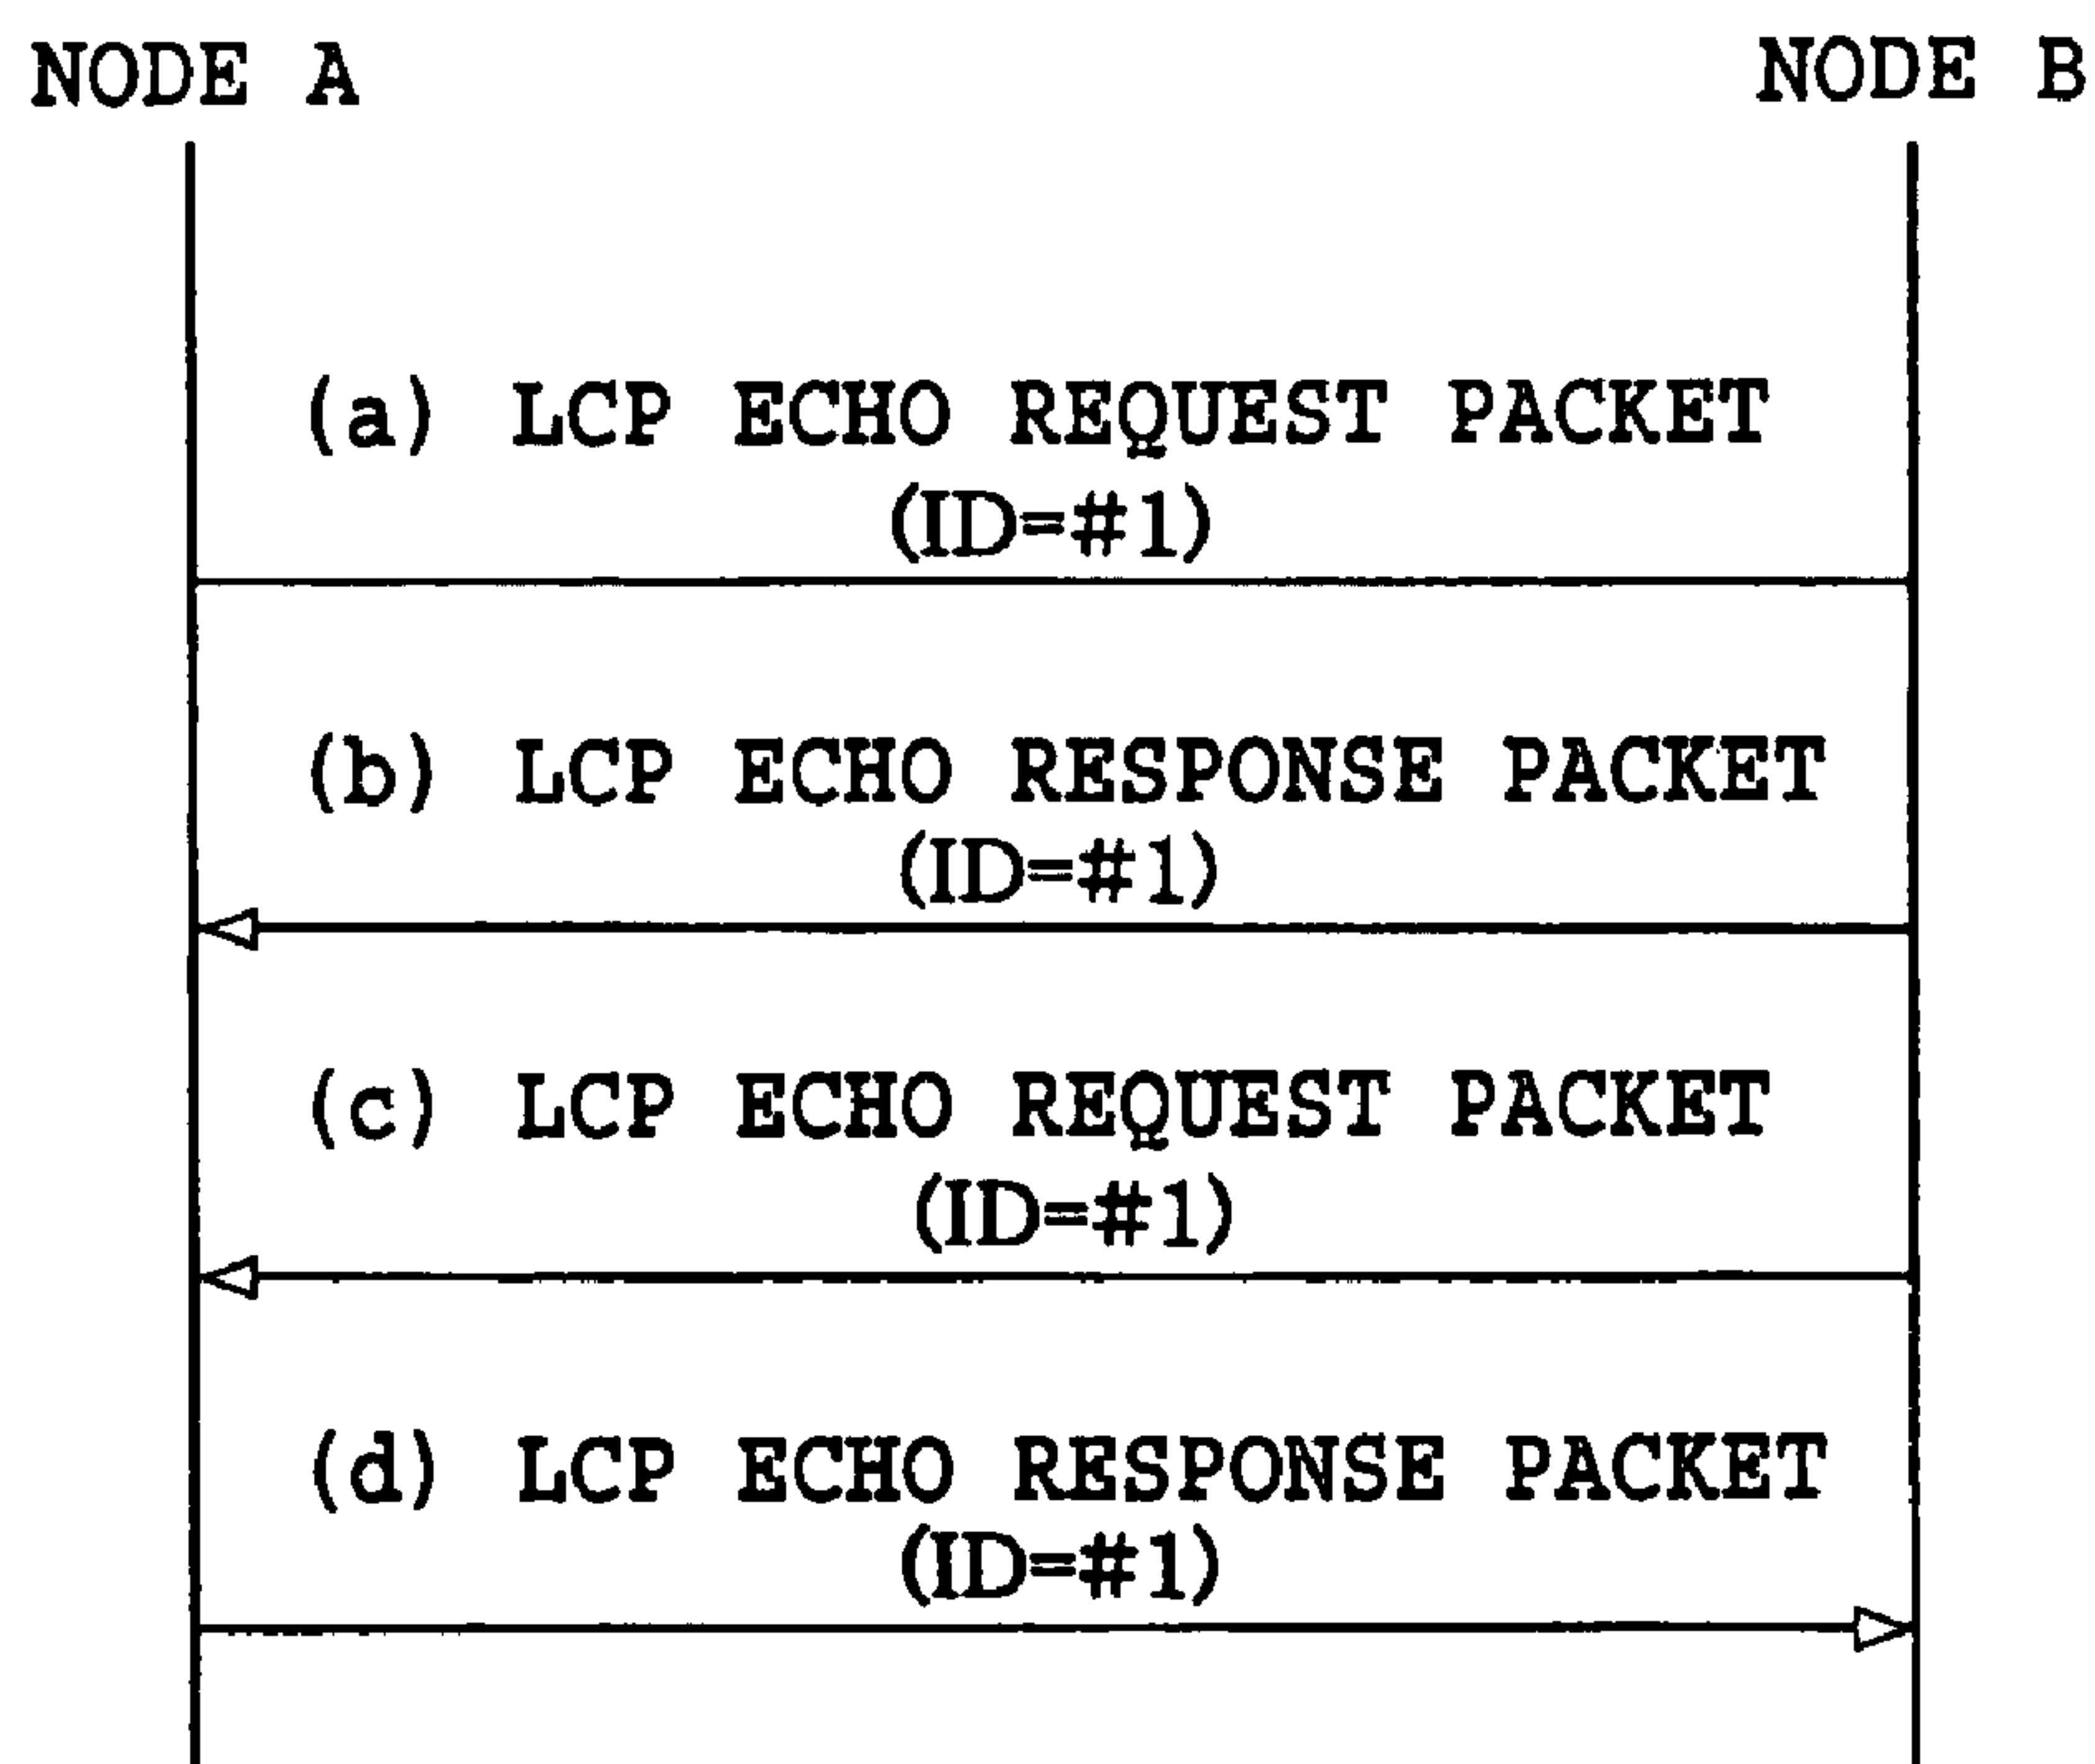 NODE A NODE B
(a) LCP ECHO REQUEST PACKET
(ID=#1)
(b) LCP ECHO RESPONSE PACKET
(ID=#1)
(c) LCP ECHO REQUEST PACKET
(ID=#1)
(d) LCP ECHO RESPONSE PACKET
(ID=#1)